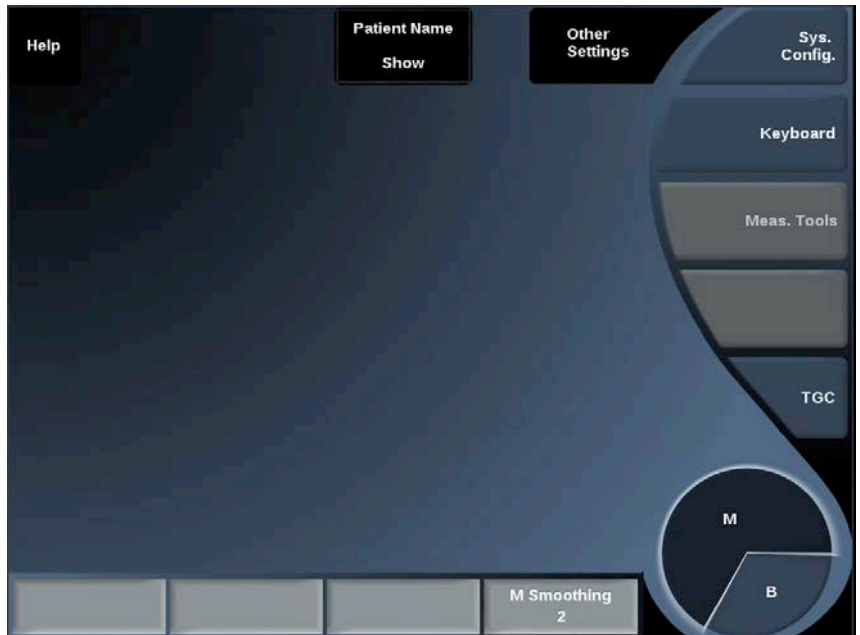 Help
Patient Name
Show
Other
Settings
Sys.
Config.
Keyboard
Meas. Tools
TGC
M
B
M Smoothing
2